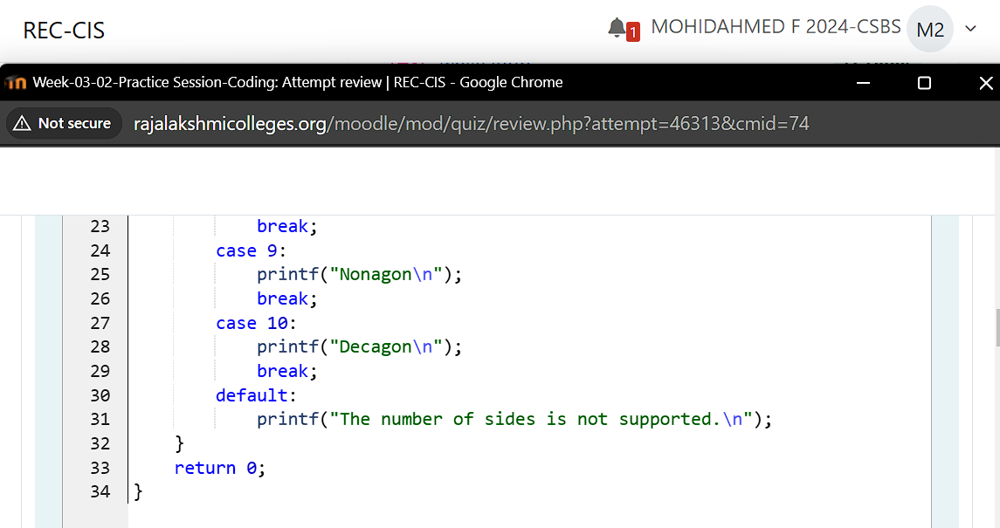 REC-CIS
1 MOHIDAHMED F 2024-CSBS M2
Week-03-02-Practice Session-Coding: Attempt review | REC-CIS - Google Chrome
Not secure rajalakshmicolleges.org/moodle/mod/quiz/review.php?attempt=46313&cmid=74
23 break;
24 case 9:
25 printf("Nonagon\n");
26 break;
27 case 10:
28 printf("Decagon\n");
29 break;
30 default:
31 printf("The number of sides is not supported.\n");
32 }
33 return 0;
34 }